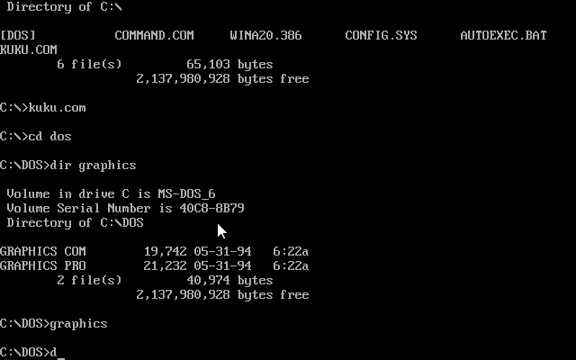 Directory of C:\
[DOS] COMMAND.COM WINA20.386 CONFIG.SYS AUTOEXEC.BAT
KUKU.COM
6 file(s) 65,103 bytes
2,137,980,928 bytes free
C:\>kuku.com
C:\>cd dos
C:\DOS>dir graphics
Volume in drive C is MS-DOS_6
Volume Serial Number is 40C8-8B79
Directory of C:\DOS
GRAPHICS COM 19,742 05-31-94 6:22a
GRAPHICS PRO 21,232 05-31-94 6:22a
2 file(s) 40,974 bytes
2,137,980,928 bytes free
C:\DOS>graphics
C:\DOS>d_